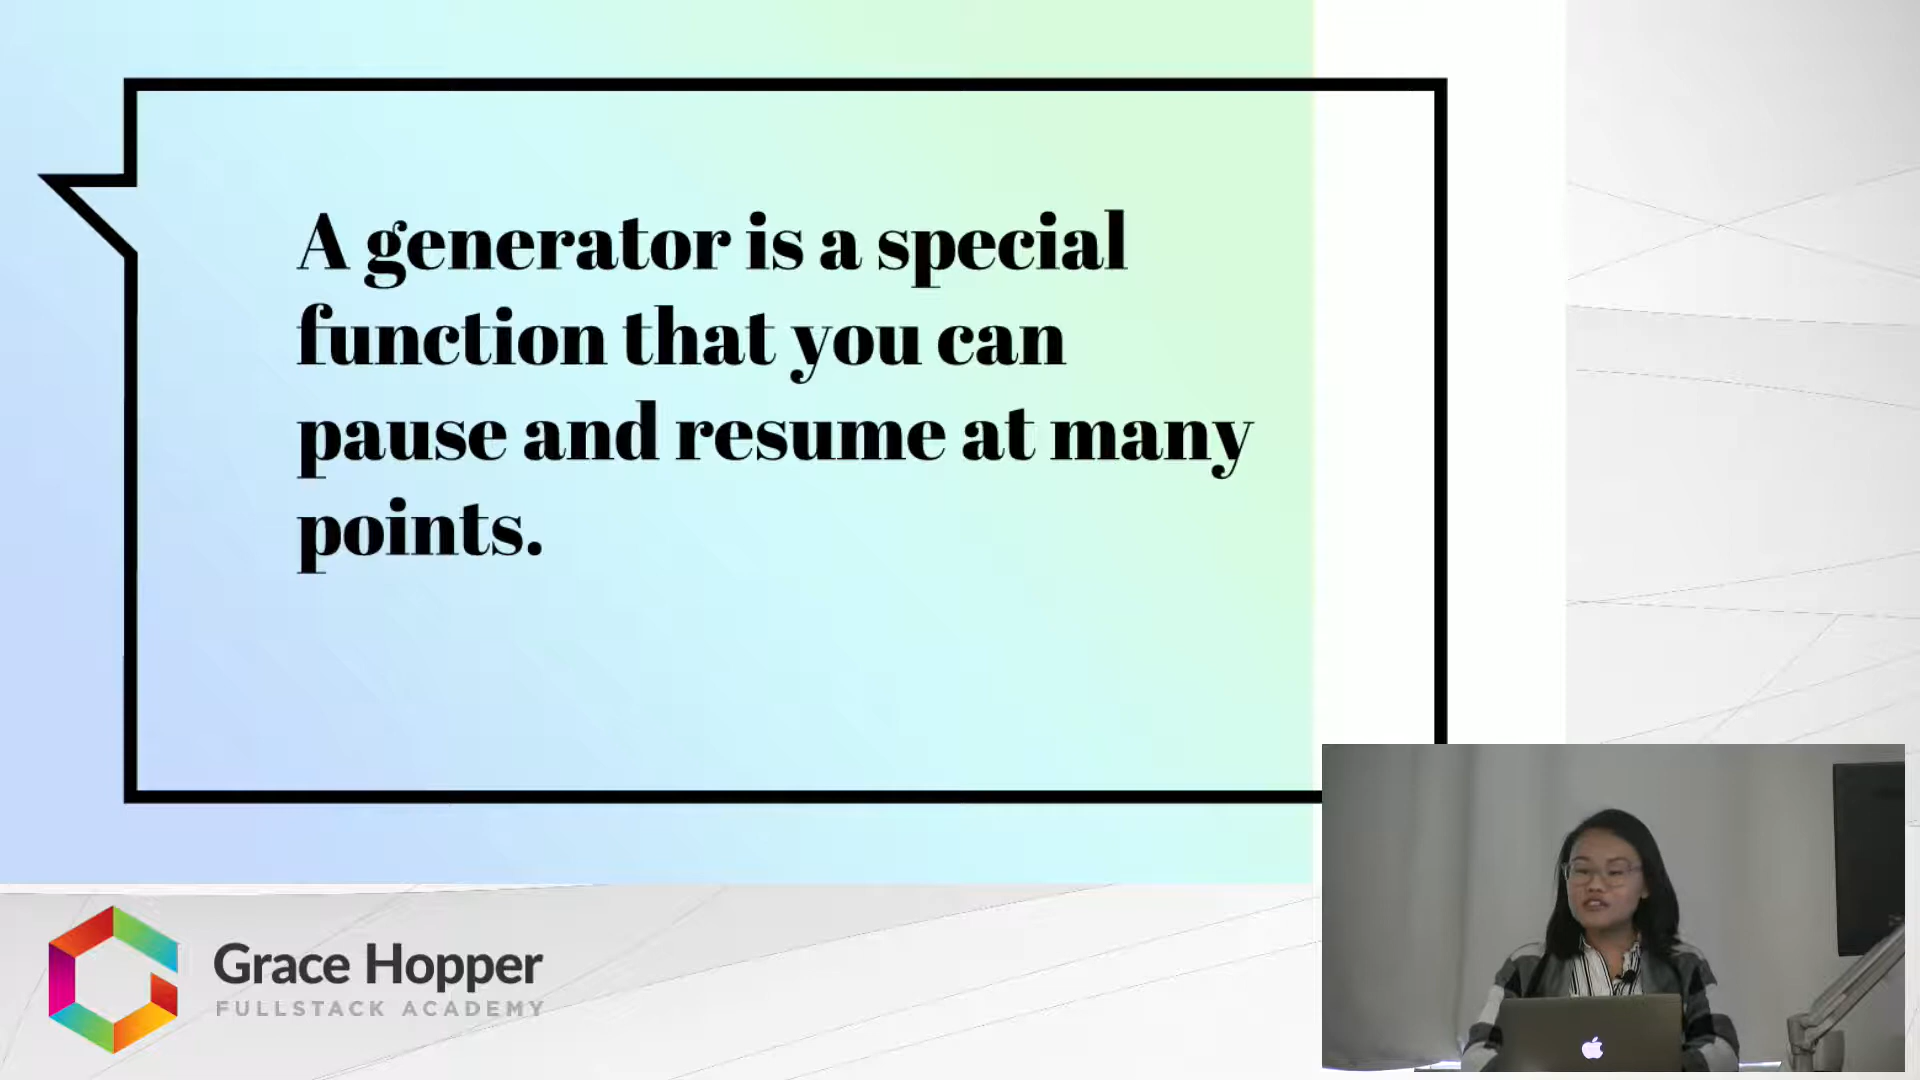 A generator is a special
function that you can
pause and resume at many
points.
Grace Hopper
FULLSTACK ACADEMY